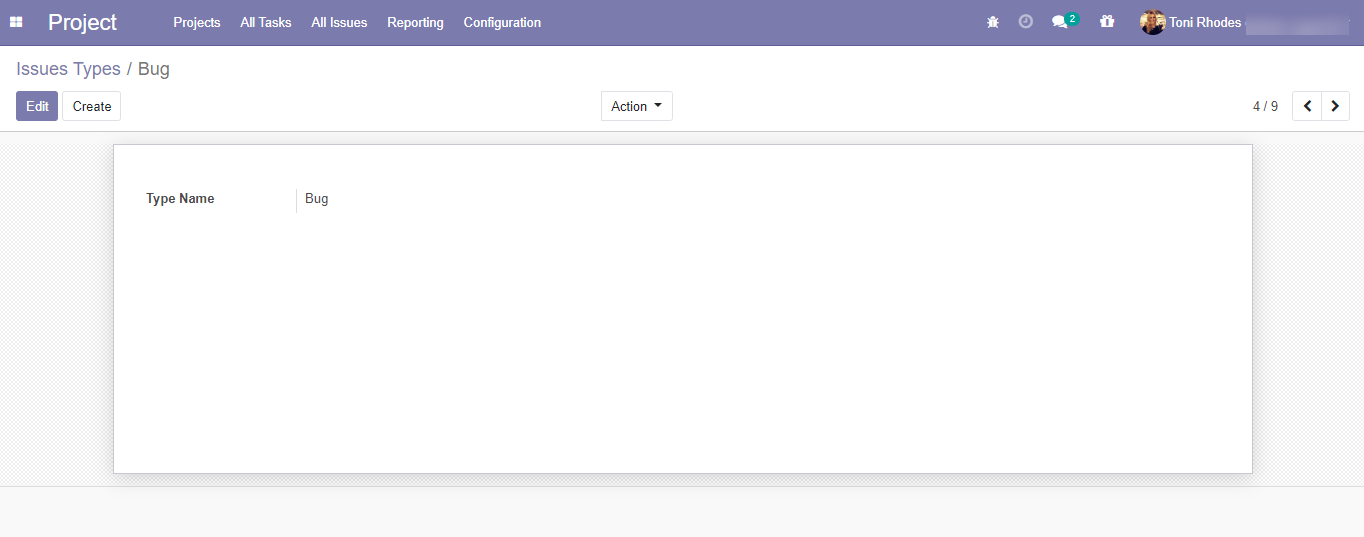 Project Projects All Tasks All Issues Reporting Configuration 2 Toni Rhodes
Issues Types / Bug
Edit Create Action 4 / 9
Type Name Bug